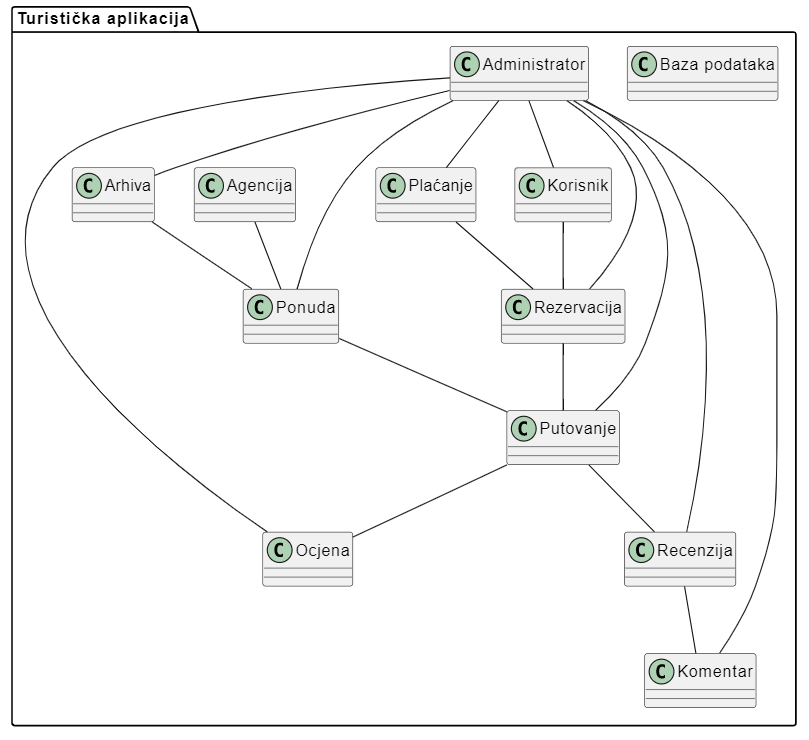 Turistička aplikacija
C Administrator
C Baza podataka
C Arhiva
C Agencija
C Plaćanje
C Korisnik
C Ponuda
C Rezervacija
C Putovanje
C Ocjena
C Recenzija
C Komentar